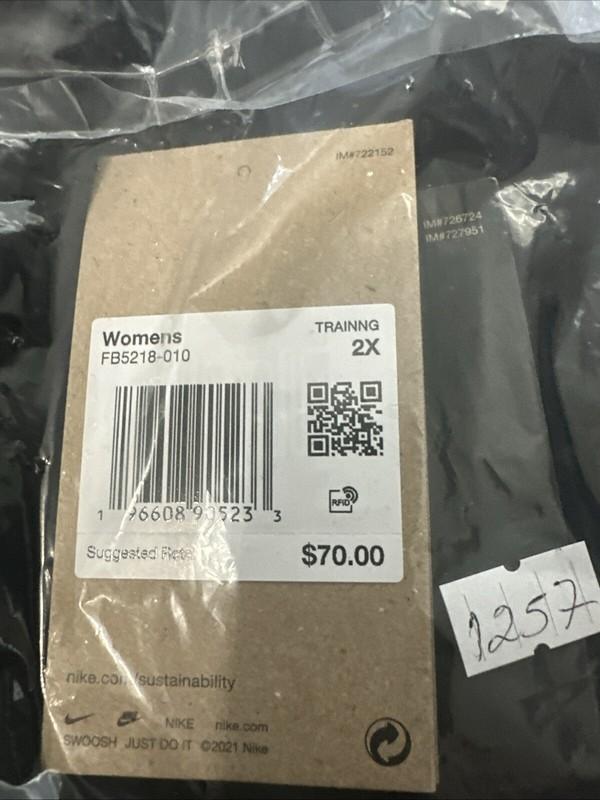 IM#722152
IM#726724
IM#727951
Womens
TRAINNG
FB5218-010
2X
RFID
1 96608 90523 3
Suggested
$70.00
1257
nike.com/sustainability
NIKE nike.com
SWOOSH JUST DO IT ©2021 Nike